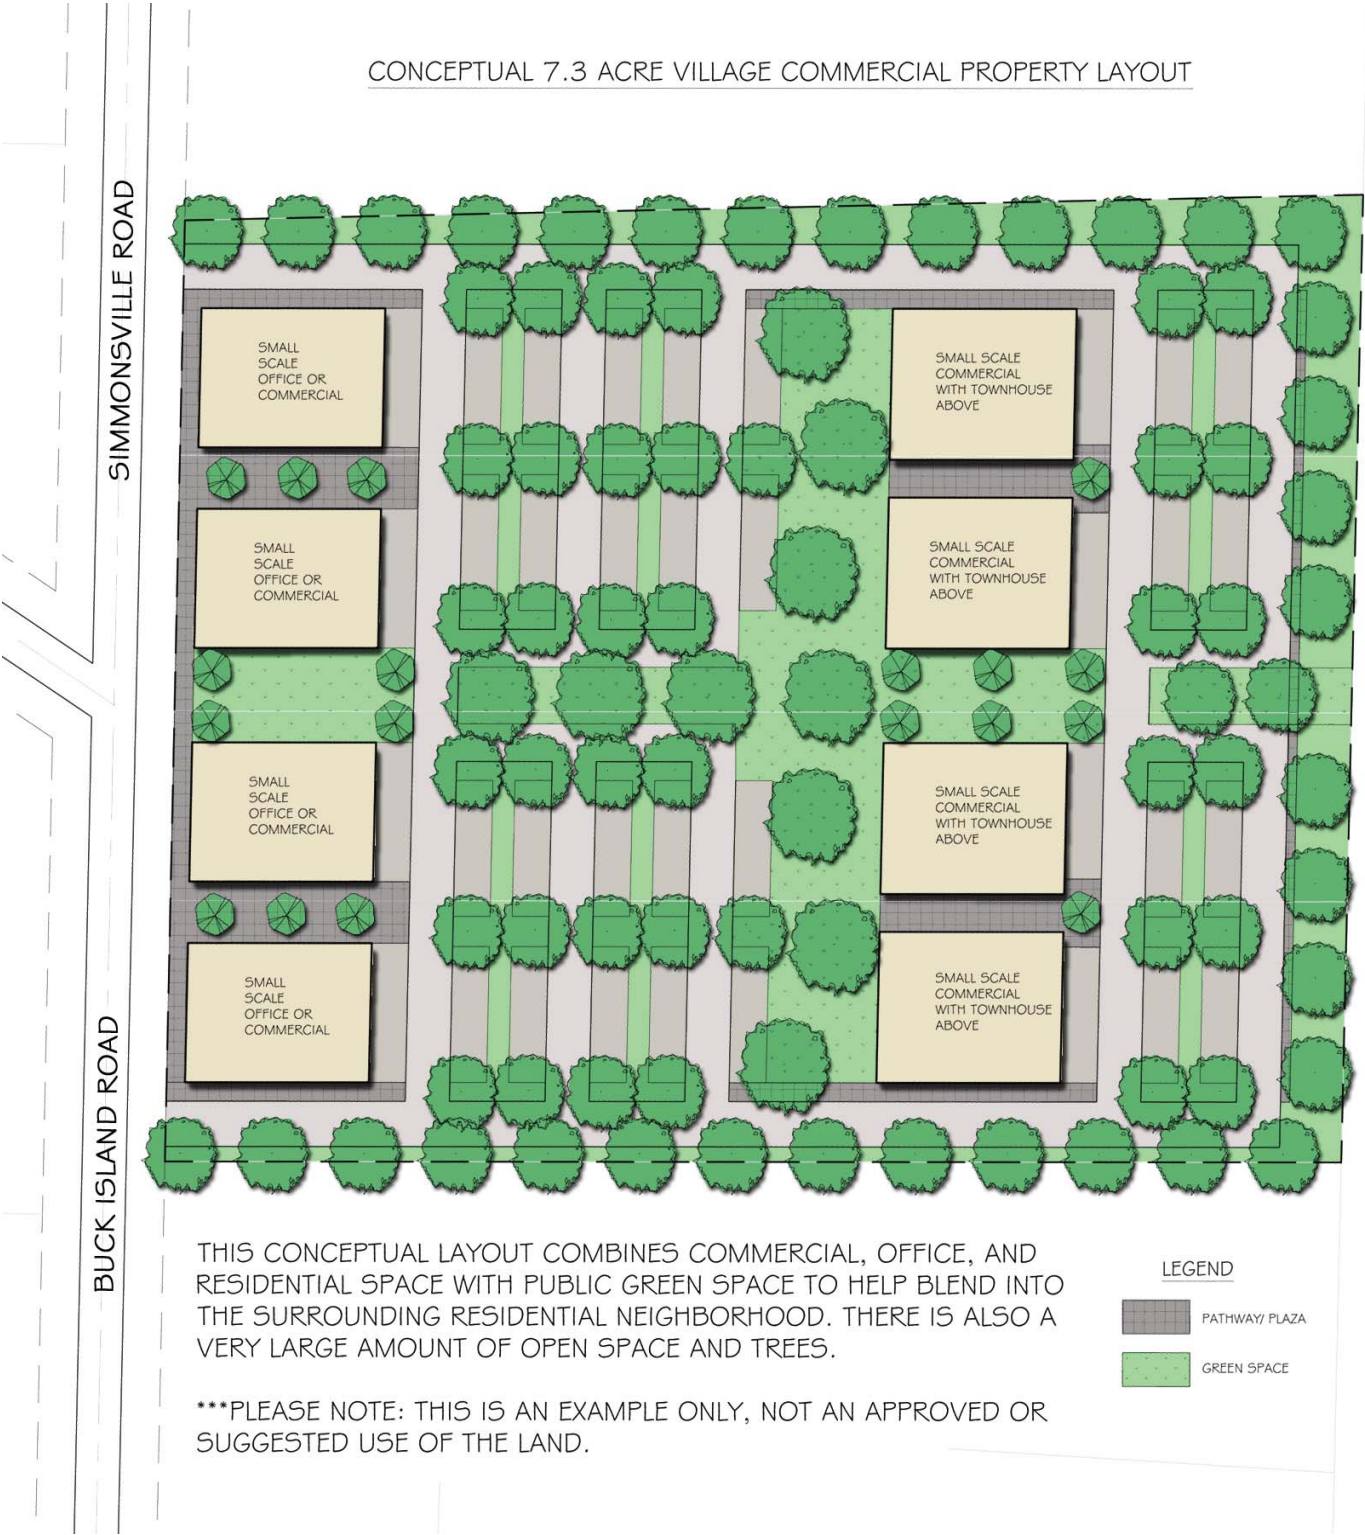 CONCEPTUAL 7.3 ACRE VILLAGE COMMERCIAL PROPERTY LAYOUT
SIMMONSVILLE ROAD
BUCK ISLAND ROAD
SMALL
SCALE
OFFICE OR
COMMERCIAL
SMALL SCALE
COMMERCIAL
WITH TOWNHOUSE
ABOVE
SMALL
SCALE
OFFICE OR
COMMERCIAL
SMALL SCALE
COMMERCIAL
WITH TOWNHOUSE
ABOVE
SMALL
SCALE
OFFICE OR
COMMERCIAL
SMALL SCALE
COMMERCIAL
WITH TOWNHOUSE
ABOVE
SMALL
SCALE
OFFICE OR
COMMERCIAL
SMALL SCALE
COMMERCIAL
WITH TOWNHOUSE
ABOVE
THIS CONCEPTUAL LAYOUT COMBINES COMMERCIAL, OFFICE, AND
RESIDENTIAL SPACE WITH PUBLIC GREEN SPACE TO HELP BLEND INTO
THE SURROUNDING RESIDENTIAL NEIGHBORHOOD. THERE IS ALSO A
VERY LARGE AMOUNT OF OPEN SPACE AND TREES.
***PLEASE NOTE: THIS IS AN EXAMPLE ONLY, NOT AN APPROVED OR
SUGGESTED USE OF THE LAND.
LEGEND
PATHWAY/ PLAZA
GREEN SPACE